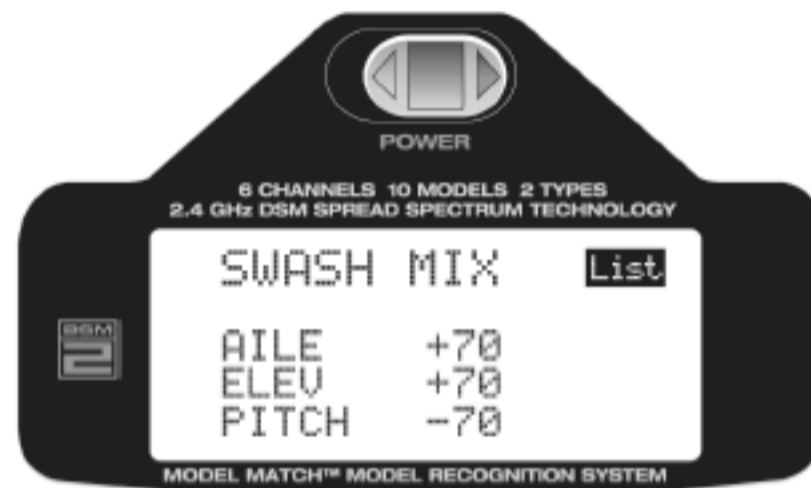 POWER
6 CHANNELS 10 MODELS 2 TYPES
2.4 GHz DSM SPREAD SPECTRUM TECHNOLOGY
SWASH MIX List
DSM
2
AILE +70
ELEV +70
PITCH -70
MODEL MATCH™ MODEL RECOGNITION SYSTEM